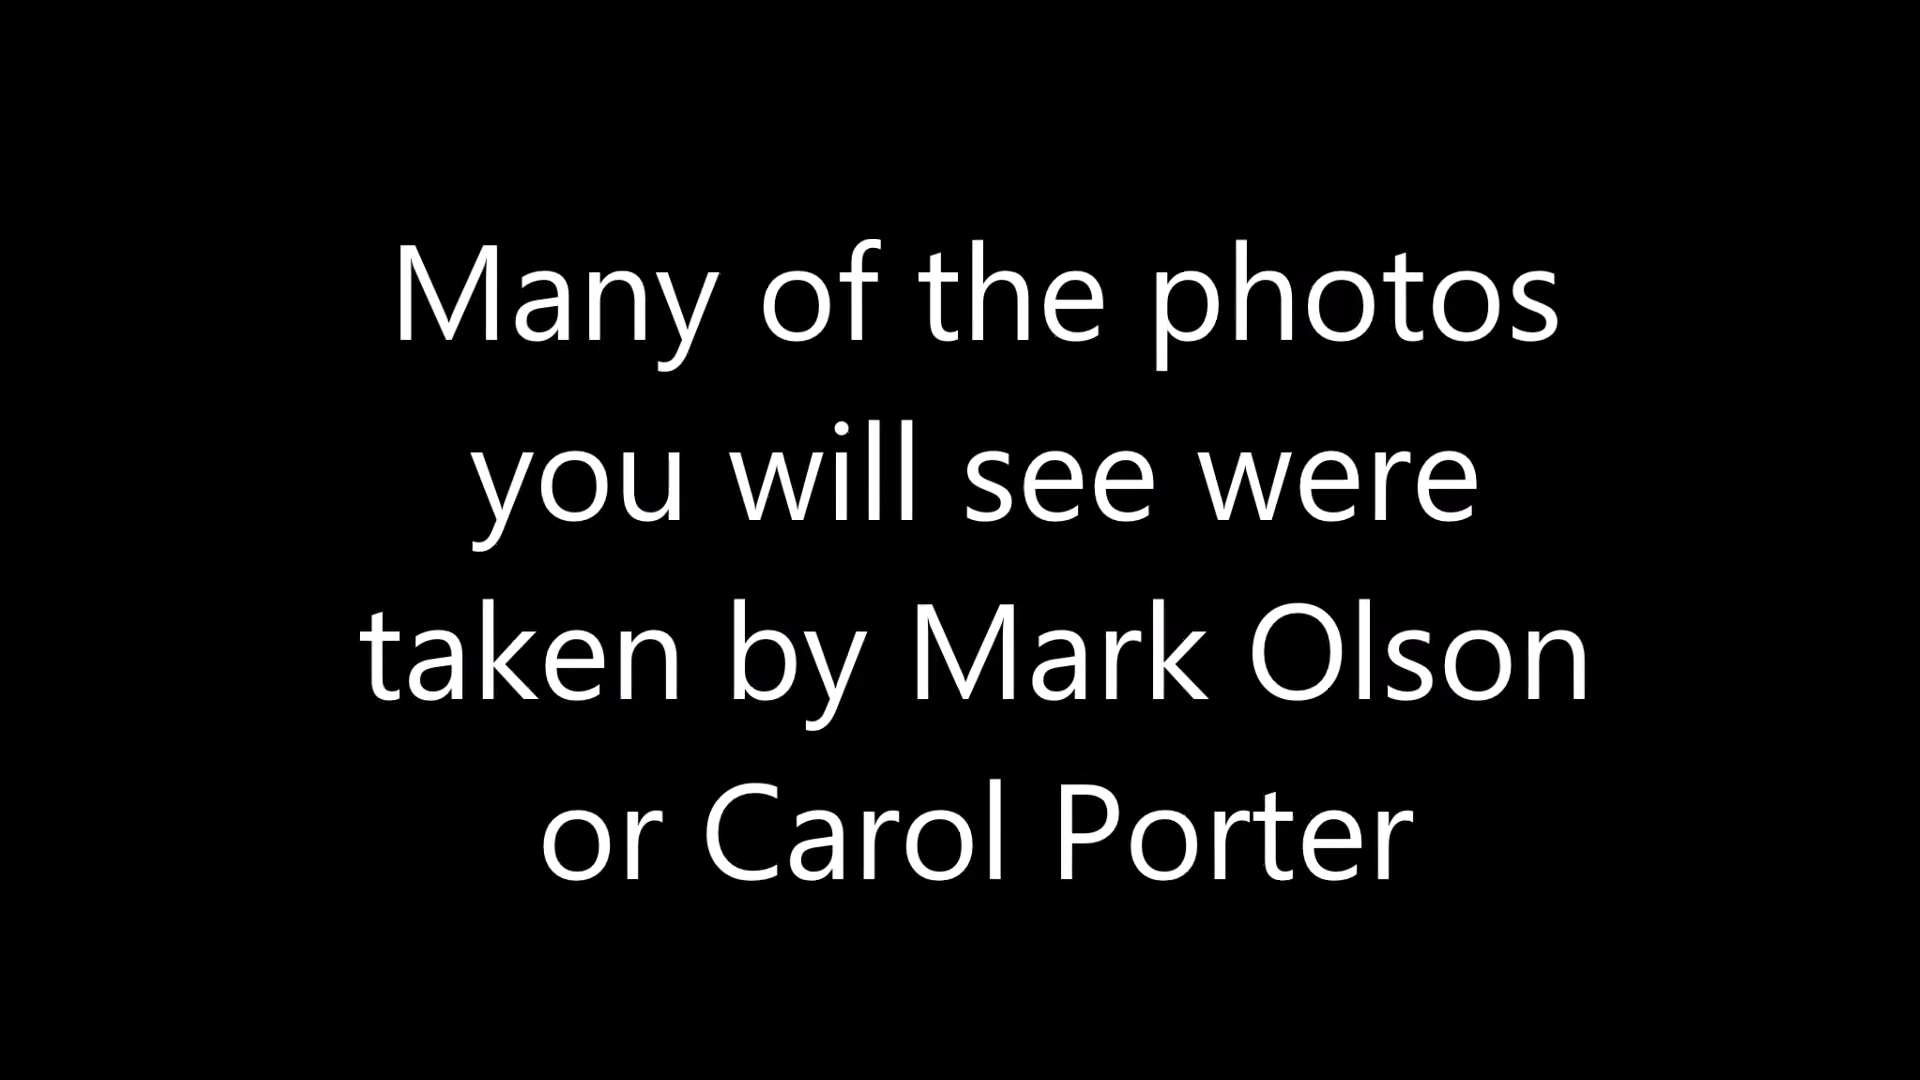 Many of the photos
you will see were
taken by Mark Olson
or Carol Porter